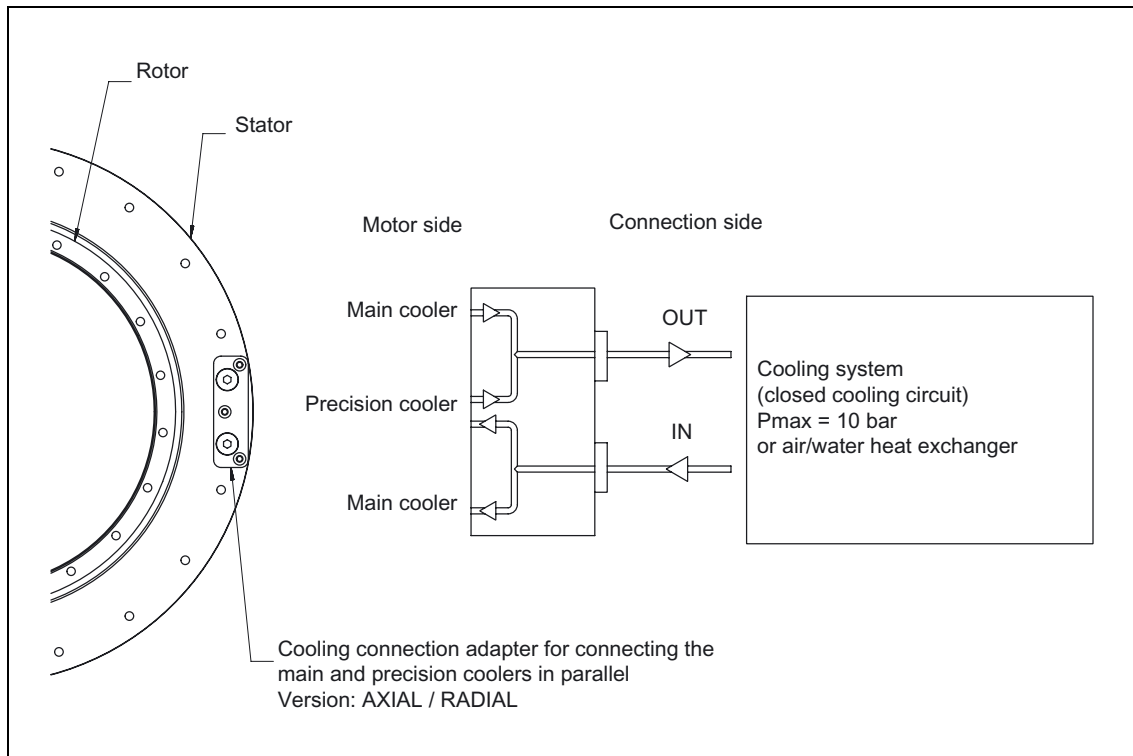 Rotor
Stator
Motor side
Connection side
Main cooler
OUT
Precision cooler
IN
Main cooler
Cooling system
(closed cooling circuit)
Pmax = 10 bar
or air/water heat exchanger
Cooling connection adapter for connecting the
main and precision coolers in parallel
Version: AXIAL / RADIAL